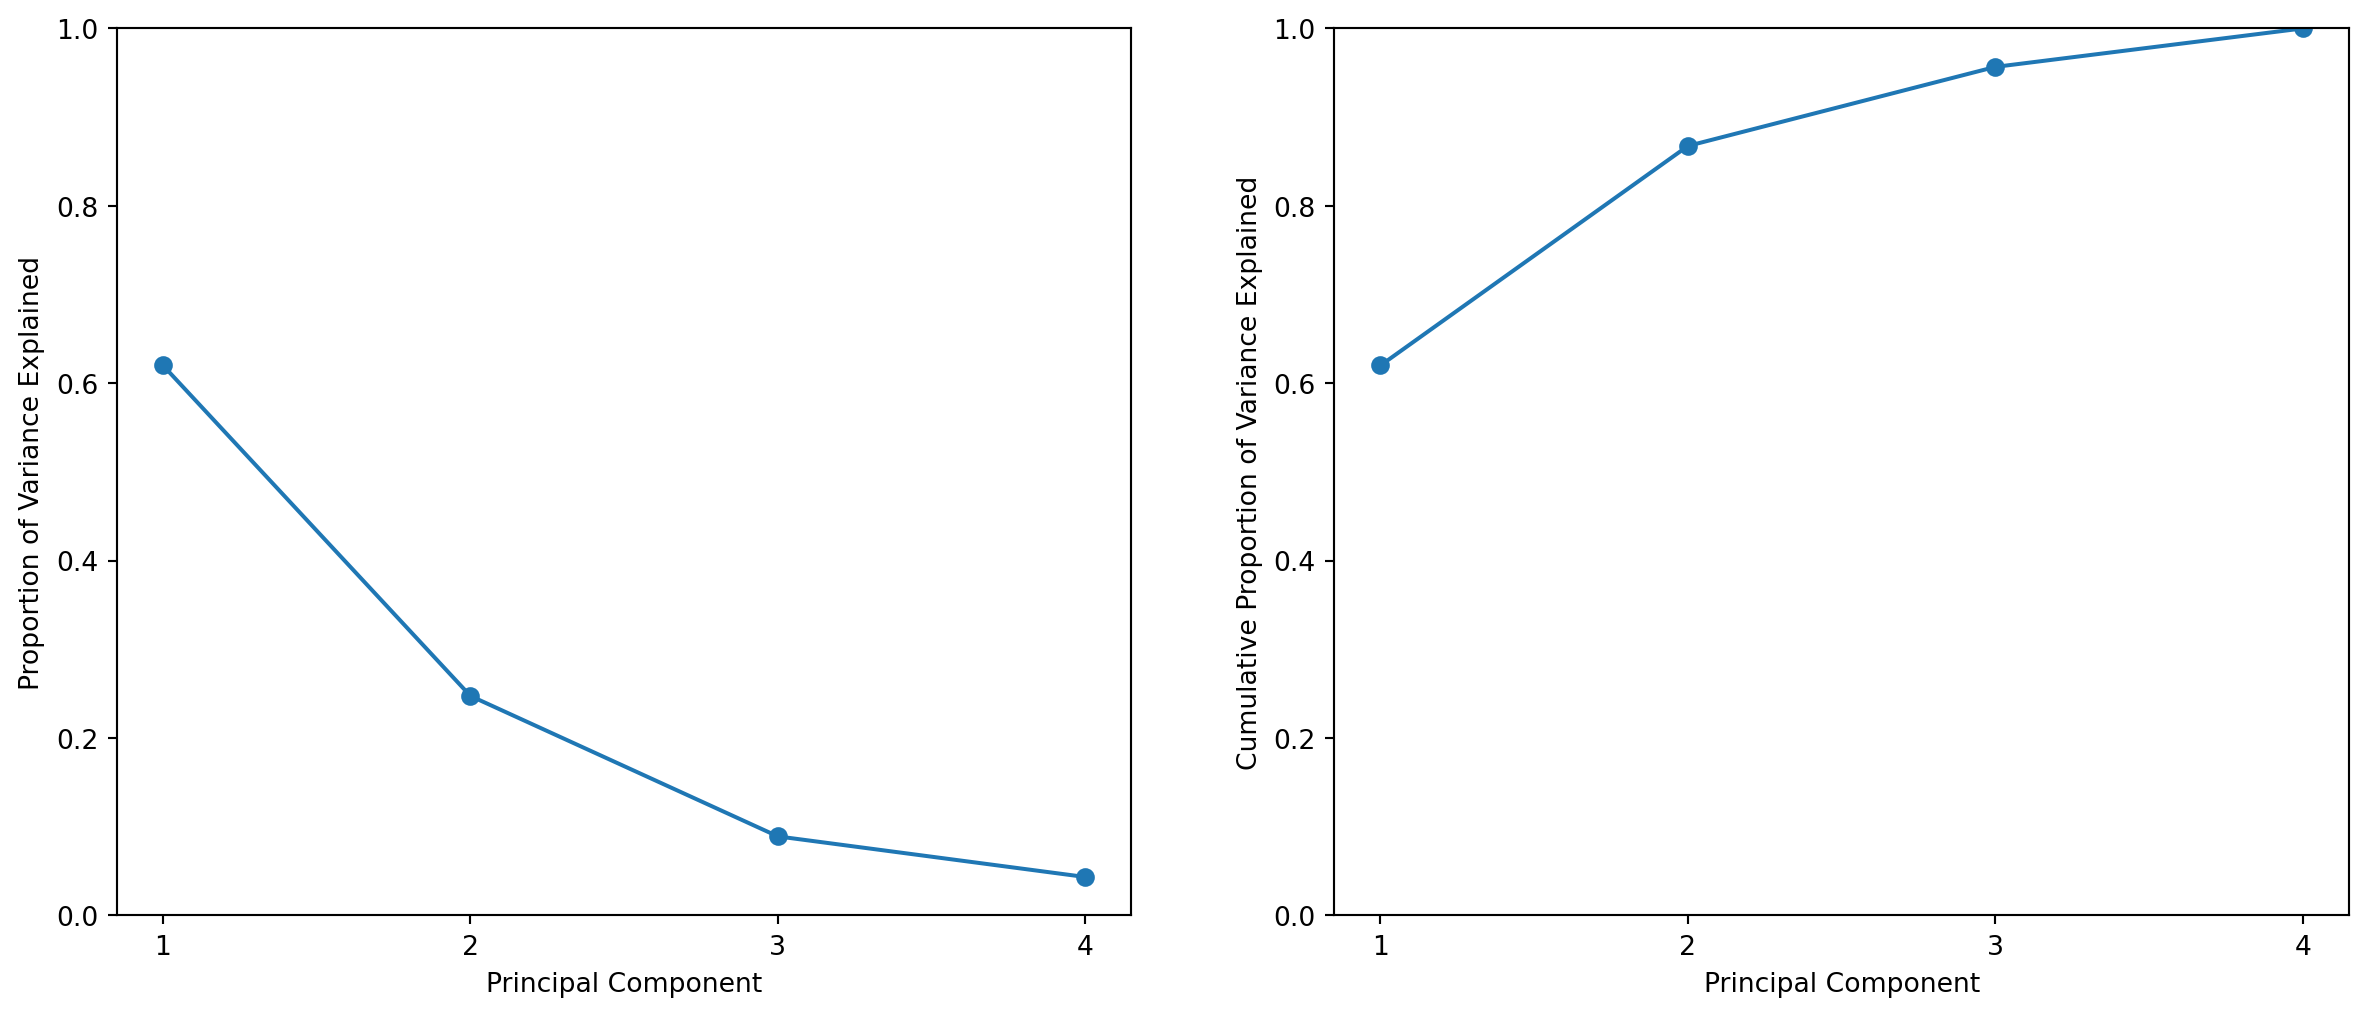 Proportion of Variance Explained
1.0
0.8
0.6
0.4
0.2
0.0
1 2 3 4
Principal Component
Cumulative Proportion of Variance Explained
1.0
0.8
0.6
0.4
0.2
0.0
1 2 3 4
Principal Component